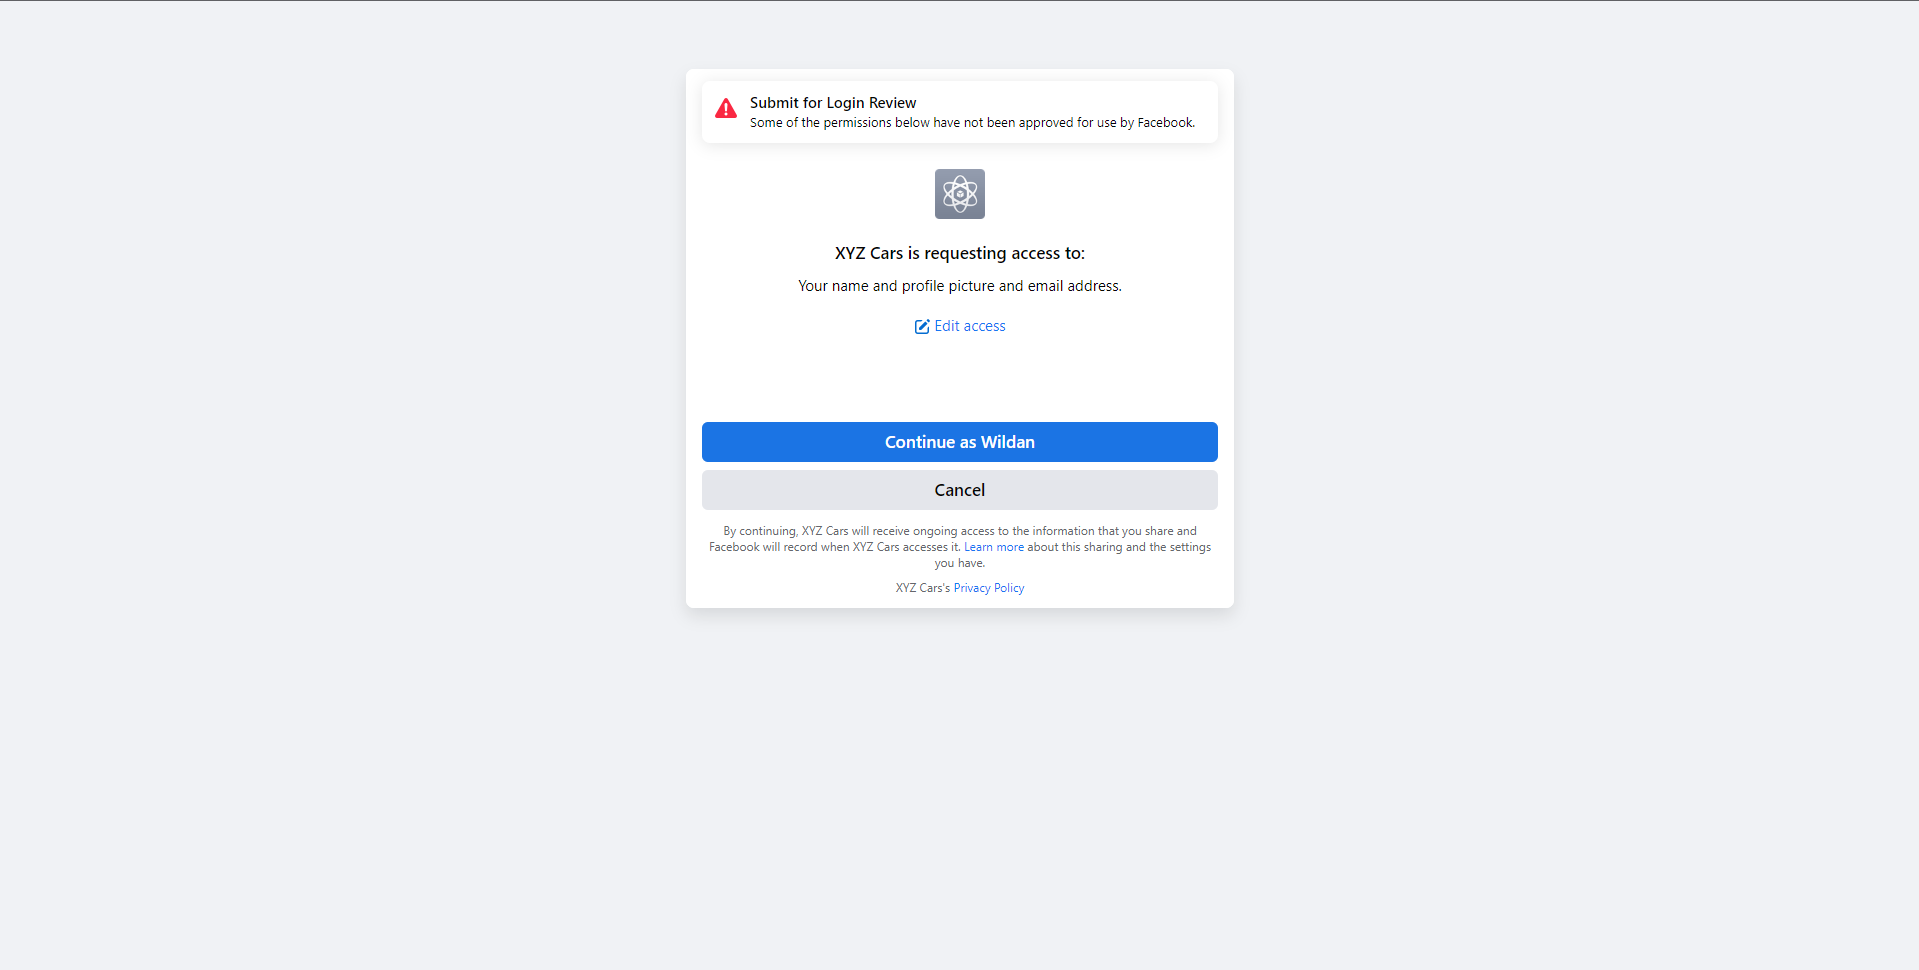 Submit for Login Review
Some of the permissions below have not been approved for use by Facebook.
XYZ Cars is requesting access to:
Your name and profile picture and email address.
Edit access
Continue as Wildan
Cancel
By continuing, XYZ Cars will receive ongoing access to the information that you share and
Facebook will record when XYZ Cars accesses it. Learn more about this sharing and the settings
you have.
XYZ Cars's Privacy Policy